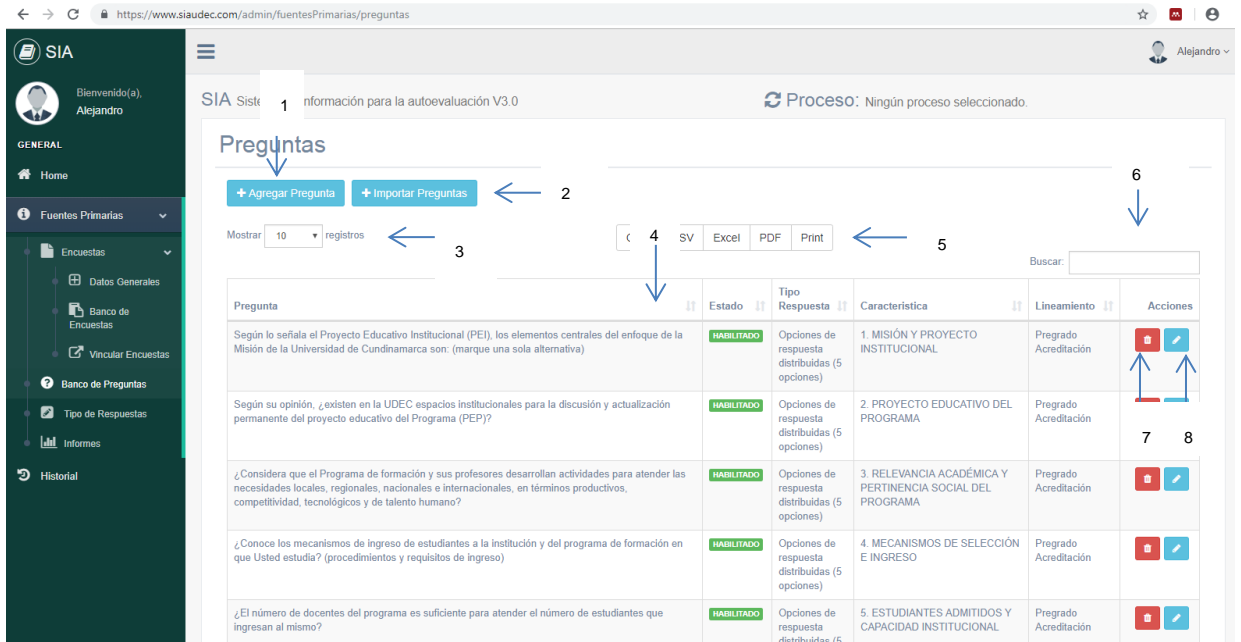 https://www.siaudec.com/admin/fuentesPrimarias/preguntas
SIA
Alejandro
Bienvenido(a),
Alejandro
SIA
1
nformación para la autoevaluación V3.0
Proceso: Ningún proceso seleccionado.
GENERAL
Preguntas
Home
6
+ Agregar Pregunta
+ Importar Preguntas
2
Fuentes Primarias
Mostrar 10 registros
3
4
SV
Excel
PDF
Print
5
Encuestas
Buscar:
Datos Generales
Banco de
Encuestas
Vincular Encuestas
Banco de Preguntas
Tipo de Respuestas
Informes
Historial
Pregunta
Estado
Tipo
Respuesta
Caracteristica
Lineamiento
Acciones
Según lo señala el Proyecto Educativo Institucional (PEI), los elementos centrales del enfoque de la
Misión de la Universidad de Cundinamarca son: (marque una sola alternativa)
HABILITADO
Opciones de
respuesta
distribuidas (5
opciones)
1. MISIÓN Y PROYECTO
INSTITUCIONAL
Pregrado
Acreditación
Según su opinión, ¿existen en la UDEC espacios institucionales para la discusión y actualización
permanente del proyecto educativo del Programa (PEP)?
HABILITADO
Opciones de
respuesta
distribuidas (5
opciones)
2. PROYECTO EDUCATIVO DEL
PROGRAMA
Pregrado
Acreditación
7
8
¿Considera que el Programa de formación y sus profesores desarrollan actividades para atender las
necesidades locales, regionales, nacionales e internacionales, en términos productivos,
competitividad, tecnológicos y de talento humano?
HABILITADO
Opciones de
respuesta
distribuidas (5
opciones)
3. RELEVANCIA ACADÉMICA Y
PERTINENCIA SOCIAL DEL
PROGRAMA
Pregrado
Acreditación
¿Conoce los mecanismos de ingreso de estudiantes a la institución y del programa de formación en
que Usted estudia? (procedimientos y requisitos de ingreso)
HABILITADO
Opciones de
respuesta
distribuidas (5
opciones)
4. MECANISMOS DE SELECCIÓN
E INGRESO
Pregrado
Acreditación
¿El número de docentes del programa es suficiente para atender el número de estudiantes que
ingresan al mismo?
HABILITADO
Opciones de
respuesta
distribuidas (5
5. ESTUDIANTES ADMITIDOS Y
CAPACIDAD INSTITUCIONAL
Pregrado
Acreditación